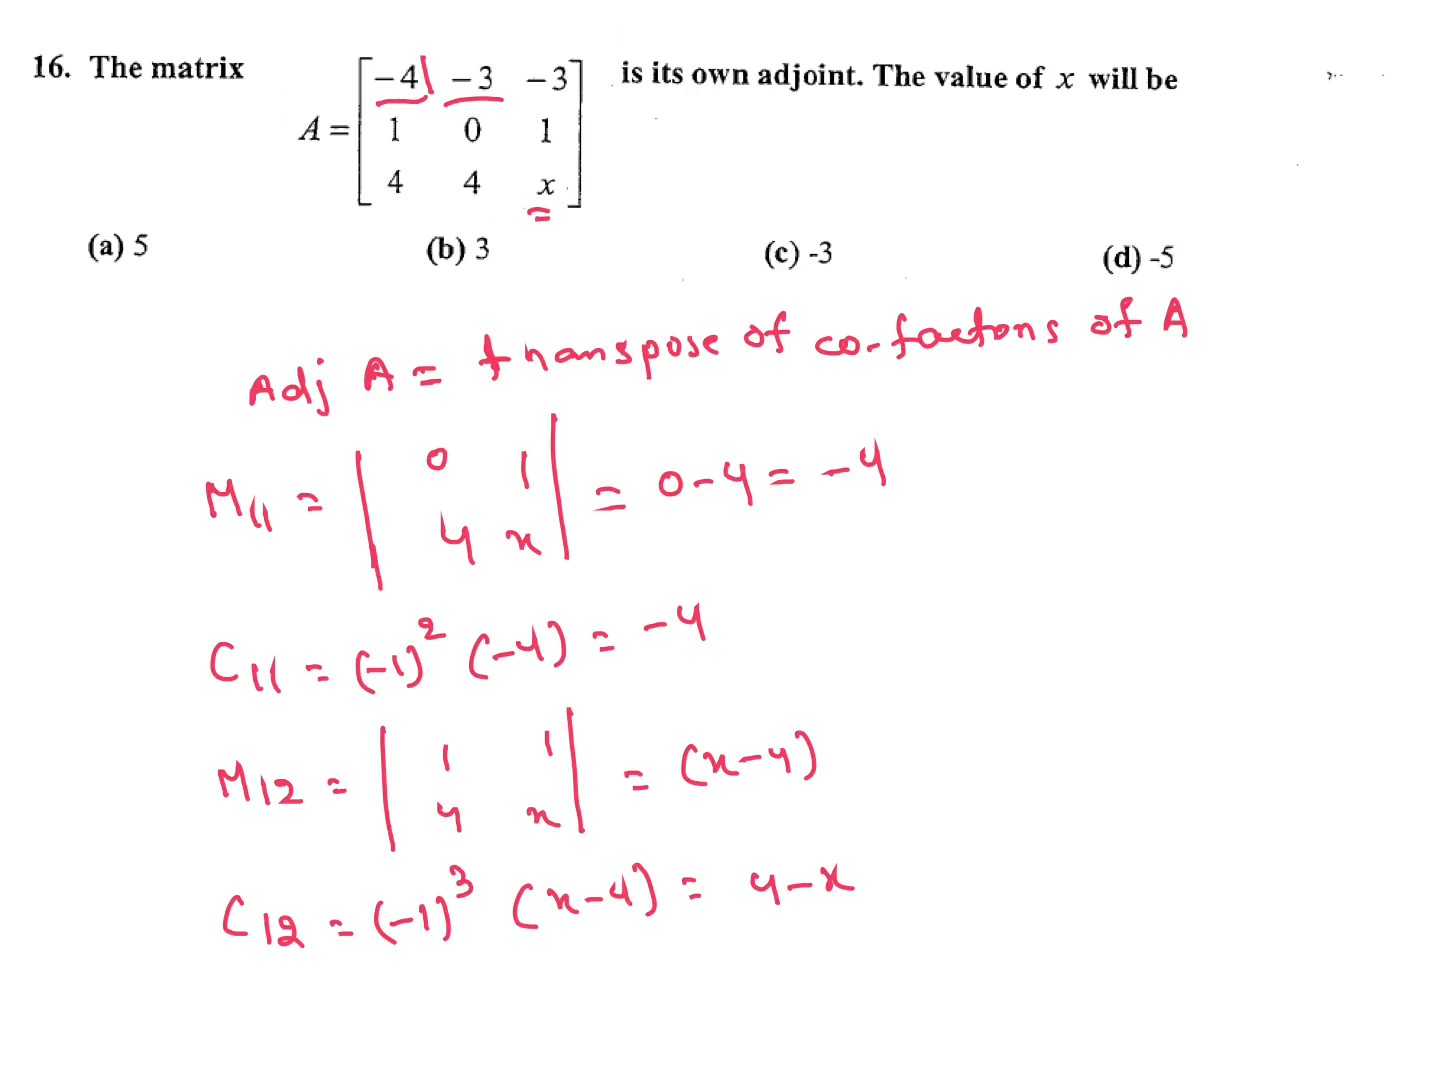 16. The matrix A = [ -4 -3 -3 ] is its own adjoint. The value of x will be
[ 1 0 1 ]
[ 4 4 x ]
(a) 5 (b) 3 (c) -3 (d) -5
Adj A = transpose of co-factors of A
M11 = | 0 1 | = 0-4 = -4
| 4 x |
C11 = (-1)^2 (-4) = -4
M12 = | 1 1 | = (x-4)
| 4 x |
C12 = (-1)^3 (x-4) = 4-x